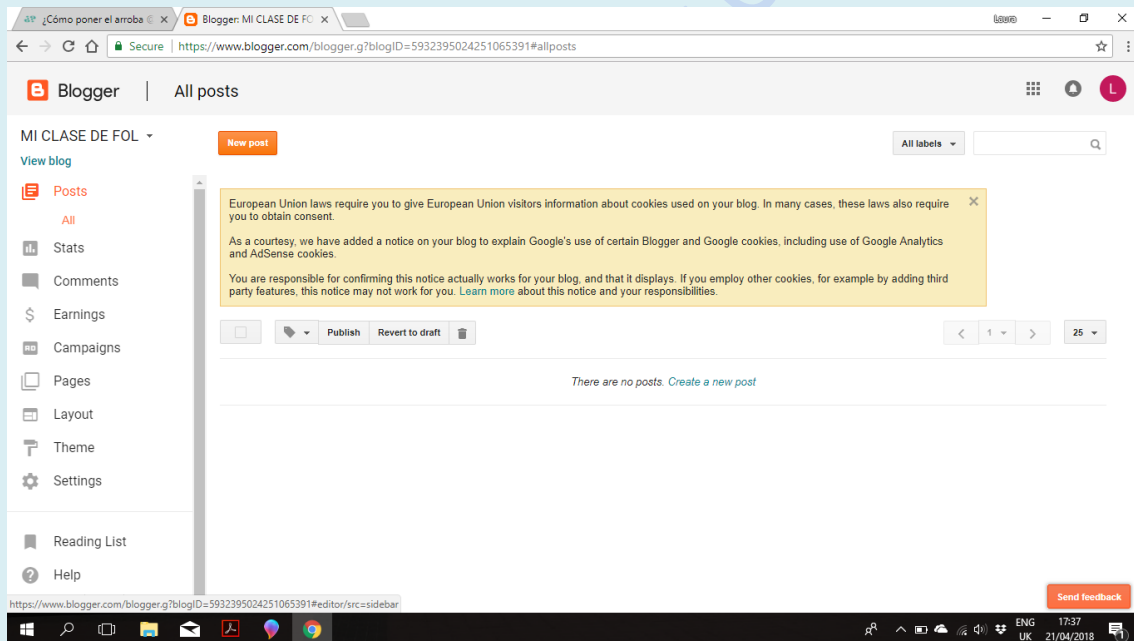 ¿Cómo poner el arroba
Blogger: MI CLASE DE FO
Laura
Secure | https://www.blogger.com/blogger.g?blogID=5932395024251065391#allposts
Blogger | All posts
L
MI CLASE DE FOL
View blog
New post
All labels
Posts
All
Stats
Comments
Earnings
Campaigns
Pages
Layout
Theme
Settings
Reading List
Help
European Union laws require you to give European Union visitors information about cookies used on your blog. In many cases, these laws also require
you to obtain consent.
As a courtesy, we have added a notice on your blog to explain Google's use of certain Blogger and Google cookies, including use of Google Analytics
and AdSense cookies.
You are responsible for confirming this notice actually works for your blog, and that it displays. If you employ other cookies, for example by adding third
party features, this notice may not work for you. Learn more about this notice and your responsibilities.
Publish
Revert to draft
1
25
There are no posts. Create a new post
Send feedback
https://www.blogger.com/blogger.g?blogID=5932395024251065391#editor/src=sidebar
ENG
UK
17:37
21/04/2018